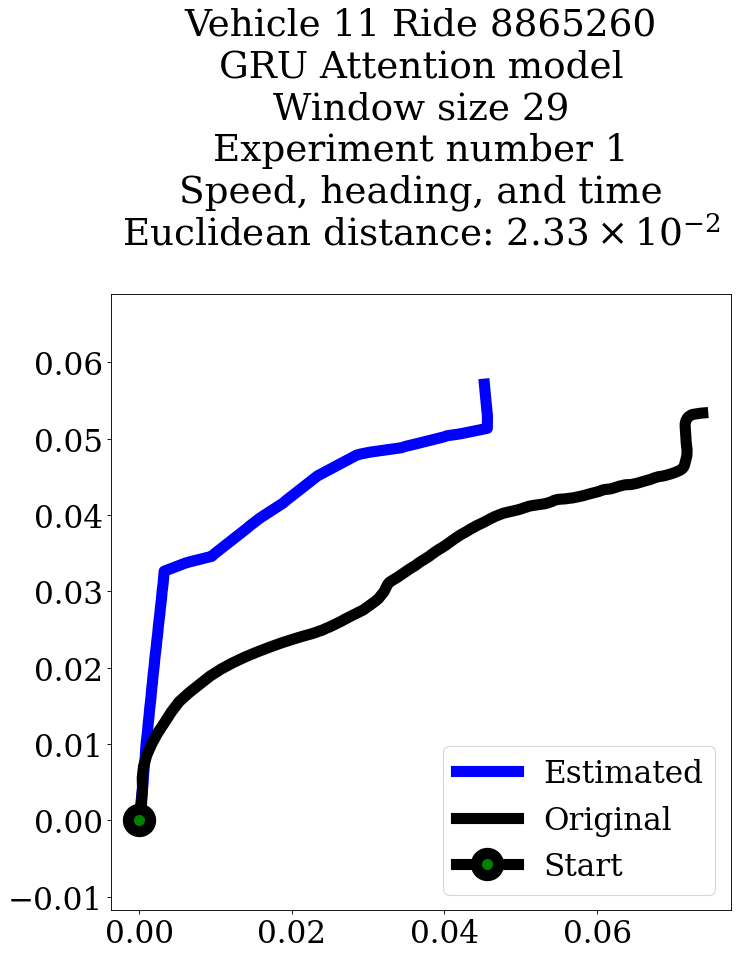 Vehicle 11 Ride 8865260
GRU Attention model
Window size 29
Experiment number 1
Speed, heading, and time
Euclidean distance: 2.33 × 10⁻²
0.06
0.05
0.04
0.03
0.02
0.01
0.00
−0.01
Estimated
Original
Start
0.00 0.02 0.04 0.06